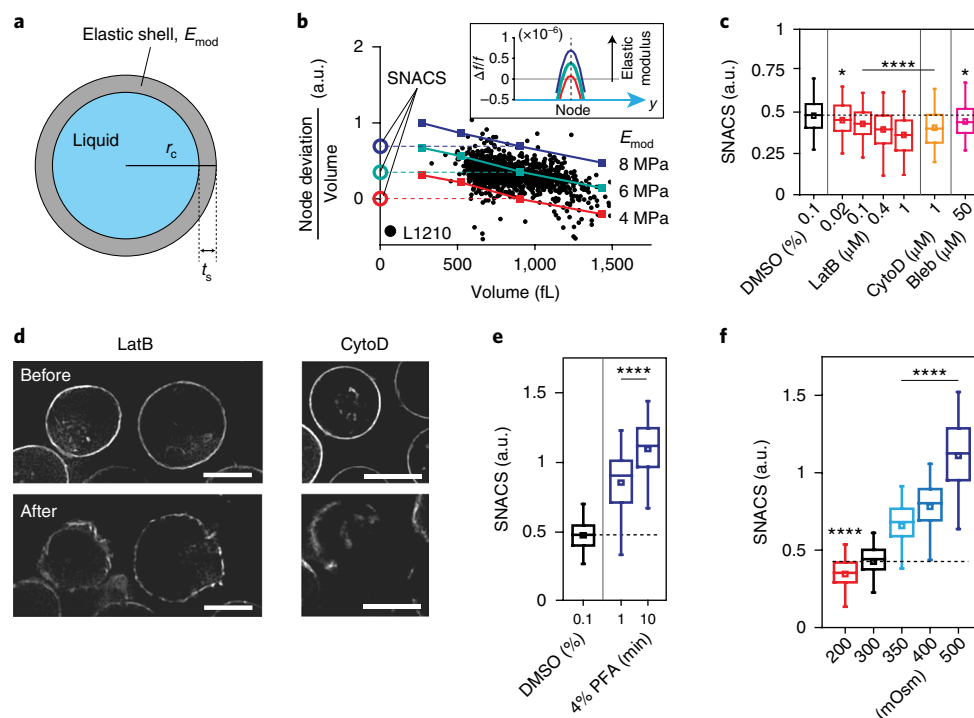 a
Elastic shell, Emod
Liquid
rc
ts
b
Node deviation
Volume
(a.u.)
2
1
0
SNACS
(×10−6)
Δf/f
1.0
0.5
0
−0.5
Elastic
modulus
y
Node
Emod
8 MPa
6 MPa
4 MPa
L1210
0
500
1,000
1,500
Volume (fL)
c
SNACS (a.u.)
1
0.75
0.5
0.25
0
*
****
*
0.1
0.02
0.1
0.4
1
1
50
DMSO (%)
LatB (μM)
CytoD (μM)
Bleb (μM)
d
LatB
CytoD
Before
After
e
SNACS (a.u.)
1.5
1
0.5
0
****
0.1
1
10
DMSO (%)
4% PFA (min)
f
SNACS (a.u.)
1.5
1
0.5
0
****
****
200
300
350
400
500
(mOsm)